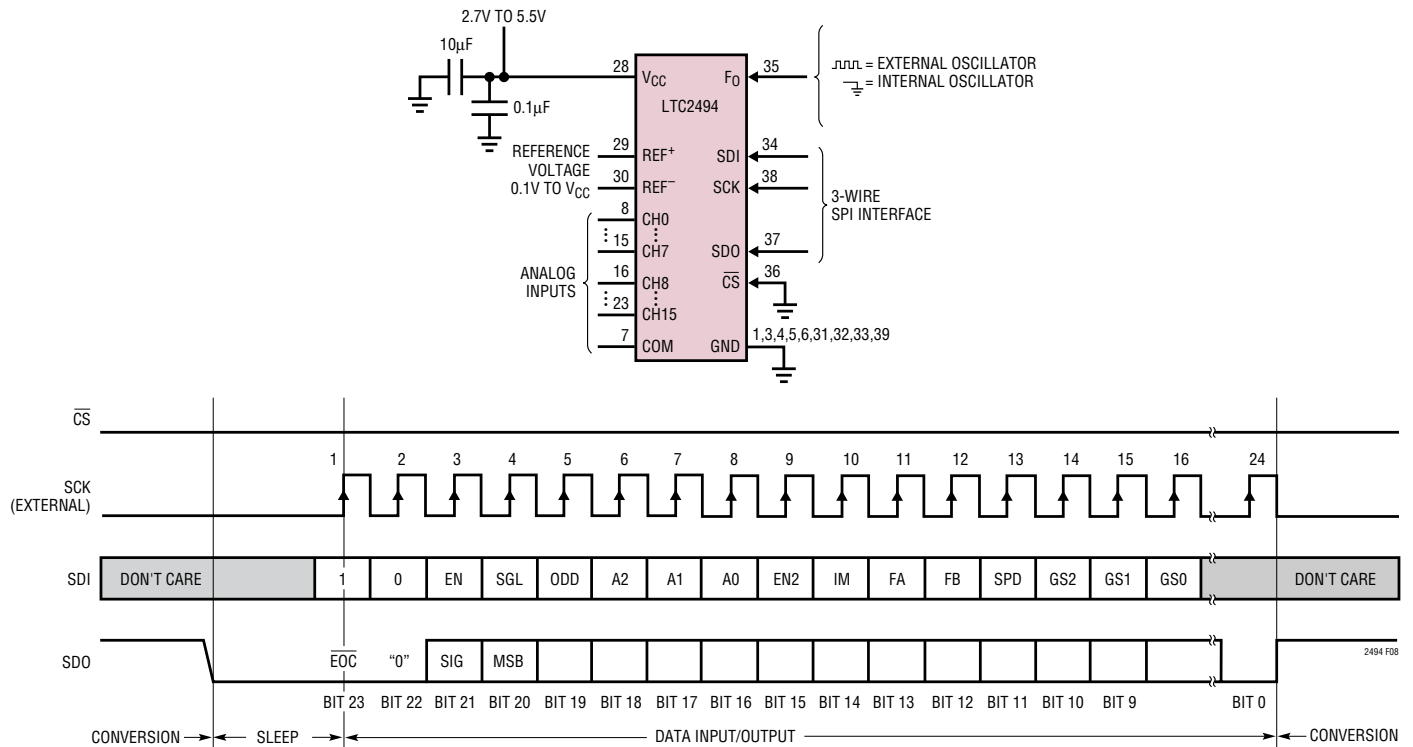 2.7V TO 5.5V
10µF
0.1µF
28
VCC
FO
35
= EXTERNAL OSCILLATOR
= INTERNAL OSCILLATOR
LTC2494
REFERENCE
VOLTAGE
0.1V TO VCC
29
REF+
30
REF–
SDI
34
SCK
38
3-WIRE
SPI INTERFACE
8
CH0
15
CH7
SDO
37
ANALOG
INPUTS
16
CH8
CS
36
23
CH15
7
COM
GND
1,3,4,5,6,31,32,33,39
CS
1 2 3 4 5 6 7 8 9 10 11 12 13 14 15 16 24
SCK
(EXTERNAL)
SDI DON'T CARE 1 0 EN SGL ODD A2 A1 A0 EN2 IM FA FB SPD GS2 GS1 GS0 DON'T CARE
SDO EOC "0" SIG MSB
2494 F08
BIT 23 BIT 22 BIT 21 BIT 20 BIT 19 BIT 18 BIT 17 BIT 16 BIT 15 BIT 14 BIT 13 BIT 12 BIT 11 BIT 10 BIT 9 BIT 0
CONVERSION SLEEP DATA INPUT/OUTPUT CONVERSION